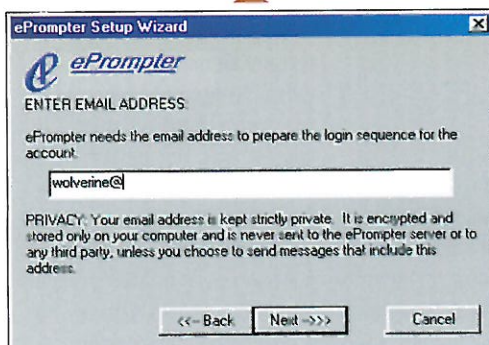 ePrompter Setup Wizard
ePrompter
ENTER EMAIL ADDRESS:
ePrompter needs the email address to prepare the login sequence for the
account.
wolverine@
PRIVACY: Your email address is kept strictly private. It is encrypted and
stored only on your computer and is never sent to the ePrompter server or to
any third party, unless you choose to send messages that include this
address.
<<- Back
Next ->>>
Cancel